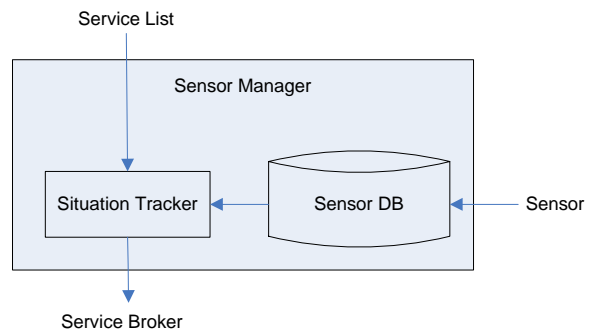 Service List
Sensor Manager
Situation Tracker
Sensor DB
Sensor
Service Broker